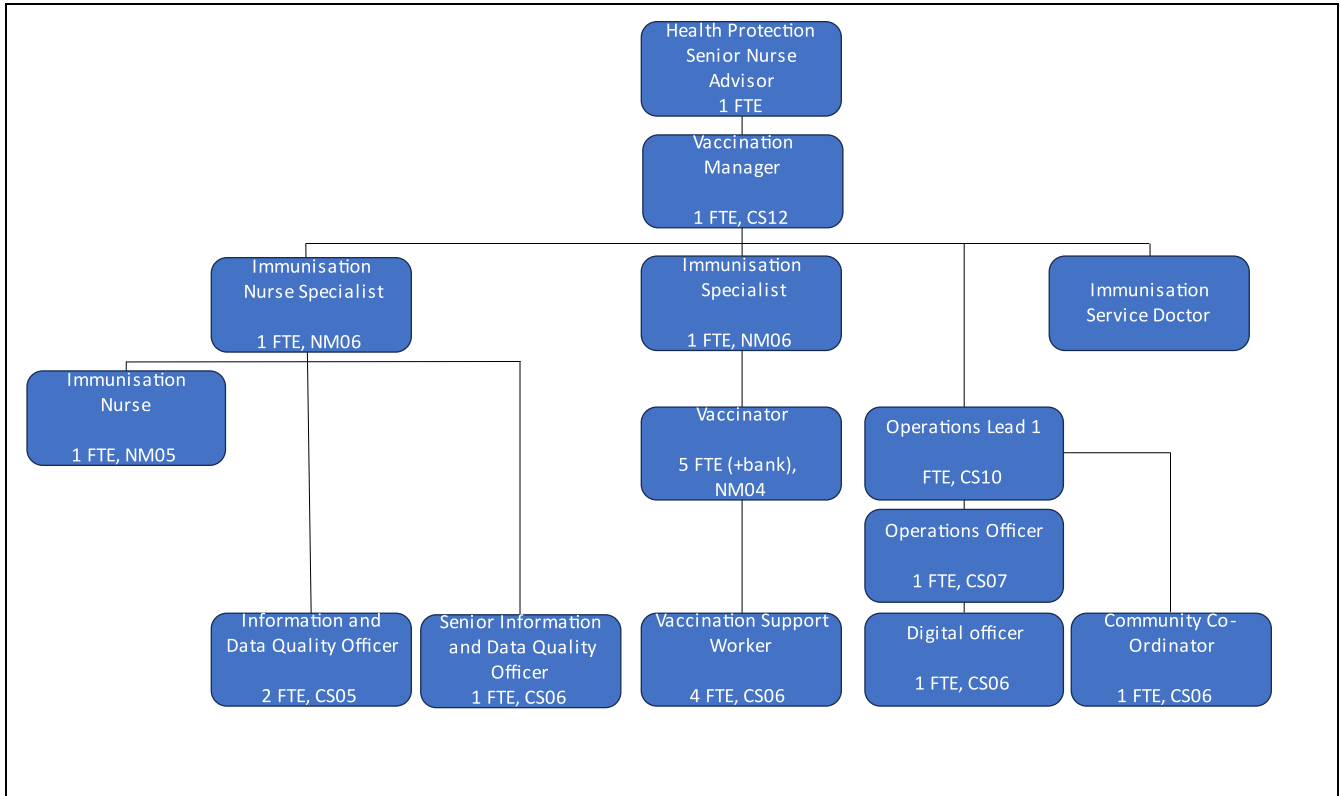 Health Protection
Senior Nurse
Advisor
1 FTE
Vaccination
Manager
1 FTE, CS12
Immunisation
Nurse Specialist
1 FTE, NM06
Immunisation
Specialist
1 FTE, NM06
Immunisation
Service Doctor
Immunisation
Nurse
1 FTE, NM05
Vaccinator
5 FTE (+bank),
NM04
Operations Lead 1
FTE, CS10
Operations Officer
1 FTE, CS07
Information and
Data Quality Officer
2 FTE, CS05
Senior Information
and Data Quality
Officer
1 FTE, CS06
Vaccination Support
Worker
4 FTE, CS06
Digital officer
1 FTE, CS06
Community Co-
Ordinator
1 FTE, CS06